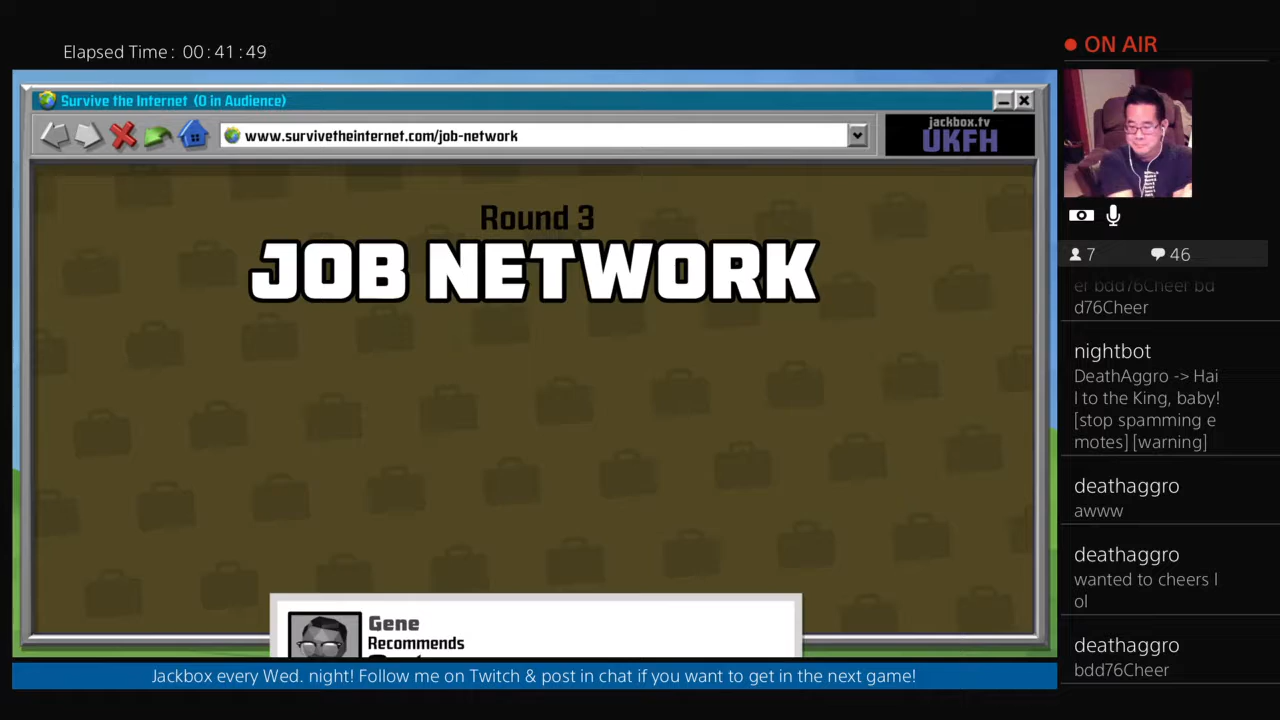 Elapsed Time: 00:41:49
ON AIR
Survive the Internet (0 in Audience)
www.survivetheinternet.com/job-network
jackbox.tv
UKFH
Round 3
JOB NETWORK
Gene
Recommends
7 46
er bdd76Cheer bd
d76Cheer
nightbot
DeathAggro -> Hai
l to the King, baby!
[stop spamming e
motes] [warning]
deathaggro
awww
deathaggro
wanted to cheers l
ol
deathaggro
bdd76Cheer
Jackbox every Wed. night! Follow me on Twitch & post in chat if you want to get in the next game!